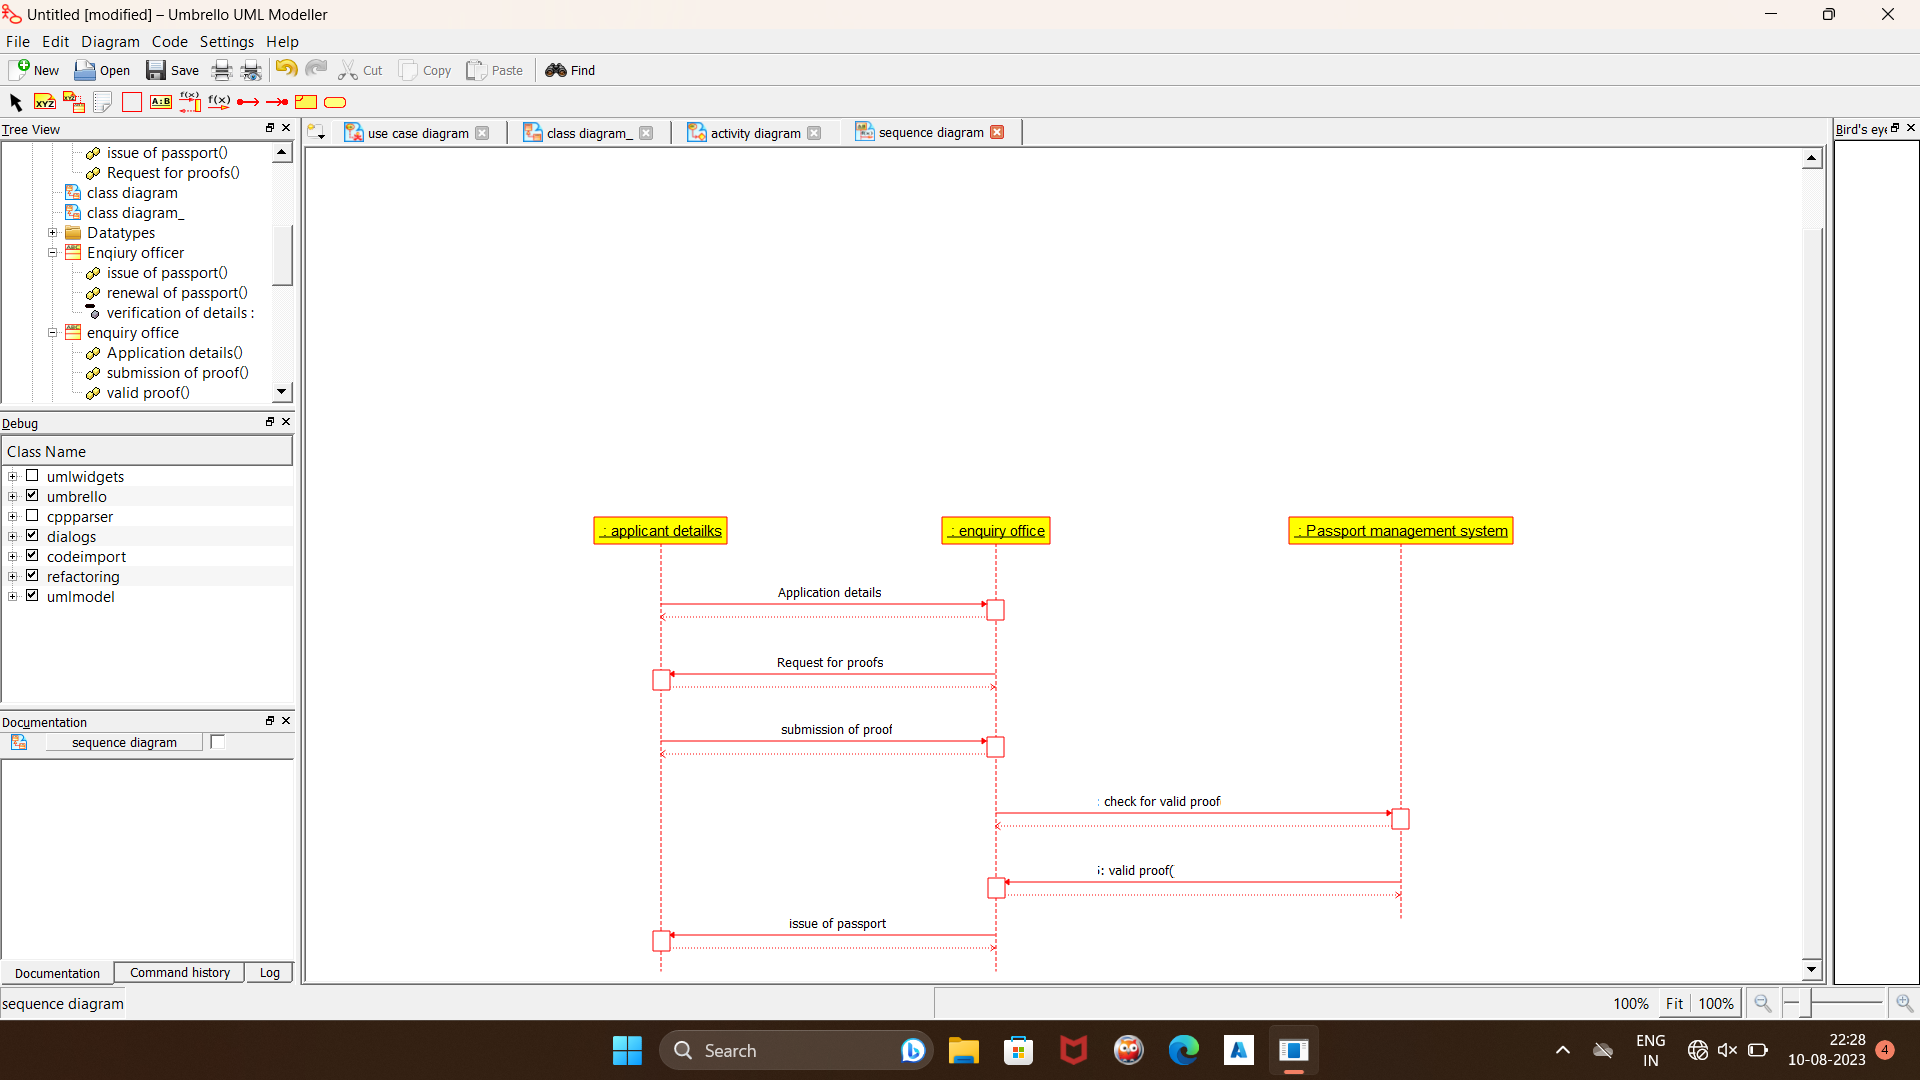 Untitled [modified] – Umbrello UML Modeller
File Edit Diagram Code Settings Help
New Open Save Cut Copy Paste Find
XYZ XYZ A:B f(x) f(x)
Tree View
issue of passport()
Request for proofs()
class diagram
class diagram_
Datatypes
Enqiury officer
issue of passport()
renewal of passport()
verification of details :
enquiry office
Application details()
submission of proof()
valid proof()
use case diagram class diagram_ activity diagram sequence diagram
Bird's eye
Debug
Class Name
umlwidgets
umbrello
cppparser
dialogs
codeimport
refactoring
umlmodel
Documentation
sequence diagram
Documentation Command history Log
: applicant detailks : enquiry office : Passport management system
Application details
Request for proofs
submission of proof
: check for valid proof
: valid proof(
issue of passport
sequence diagram
100% Fit 100%
Search
ENG
IN
22:28
10-08-2023
4